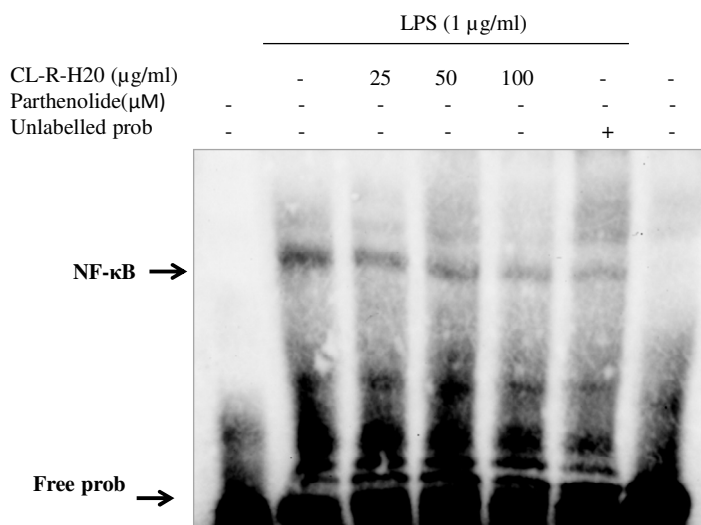 LPS (1 µg/ml)
CL-R-H20 (µg/ml) - 25 50 100 - -
Parthenolide(µM) - - - - - - -
Unlabelled prob - - - - - + -
NF-κB
Free prob